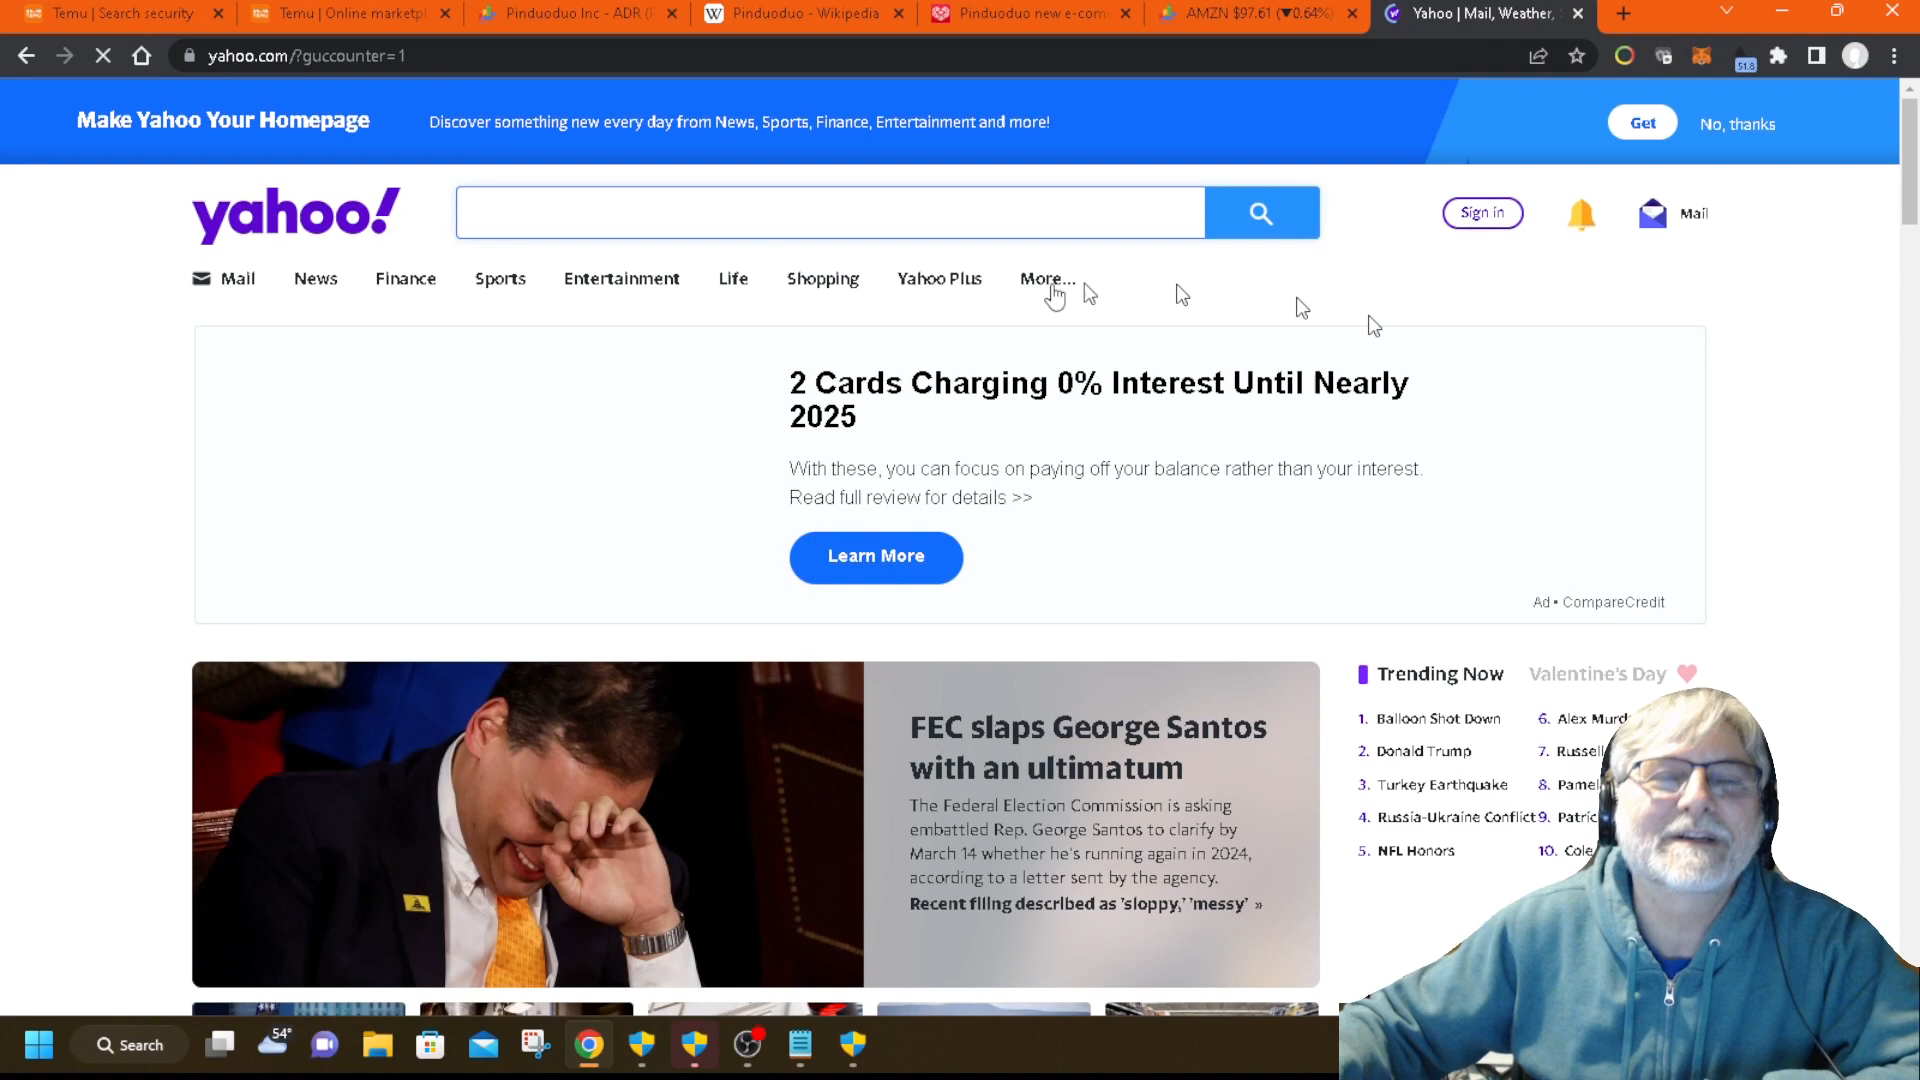 Temu | Search security
Temu | Online marketpl
Pinduoduo Inc - ADR (
Pinduoduo - Wikipedia
Pinduoduo new e-com
AMZN $97.61 (▼0.64%)
Yahoo | Mail, Weather,
yahoo.com/?guccounter=1
51.8
Make Yahoo Your Homepage
Discover something new every day from News, Sports, Finance, Entertainment and more!
Get
No, thanks
yahoo!
Sign in
Mail
Mail
News
Finance
Sports
Entertainment
Life
Shopping
Yahoo Plus
More...
2 Cards Charging 0% Interest Until Nearly
2025
With these, you can focus on paying off your balance rather than your interest.
Read full review for details >>
Learn More
Ad • CompareCredit
FEC slaps George Santos
with an ultimatum
The Federal Election Commission is asking
embattled Rep. George Santos to clarify by
March 14 whether he's running again in 2024,
according to a letter sent by the agency.
Recent filing described as 'sloppy,' 'messy' »
Trending Now
Valentine's Day
1. Balloon Shot Down
2. Donald Trump
3. Turkey Earthquake
4. Russia-Ukraine Conflict
5. NFL Honors
6. Alex Murd
7. Russell
8. Pamel
9. Patric
10. Cole
54°
Search